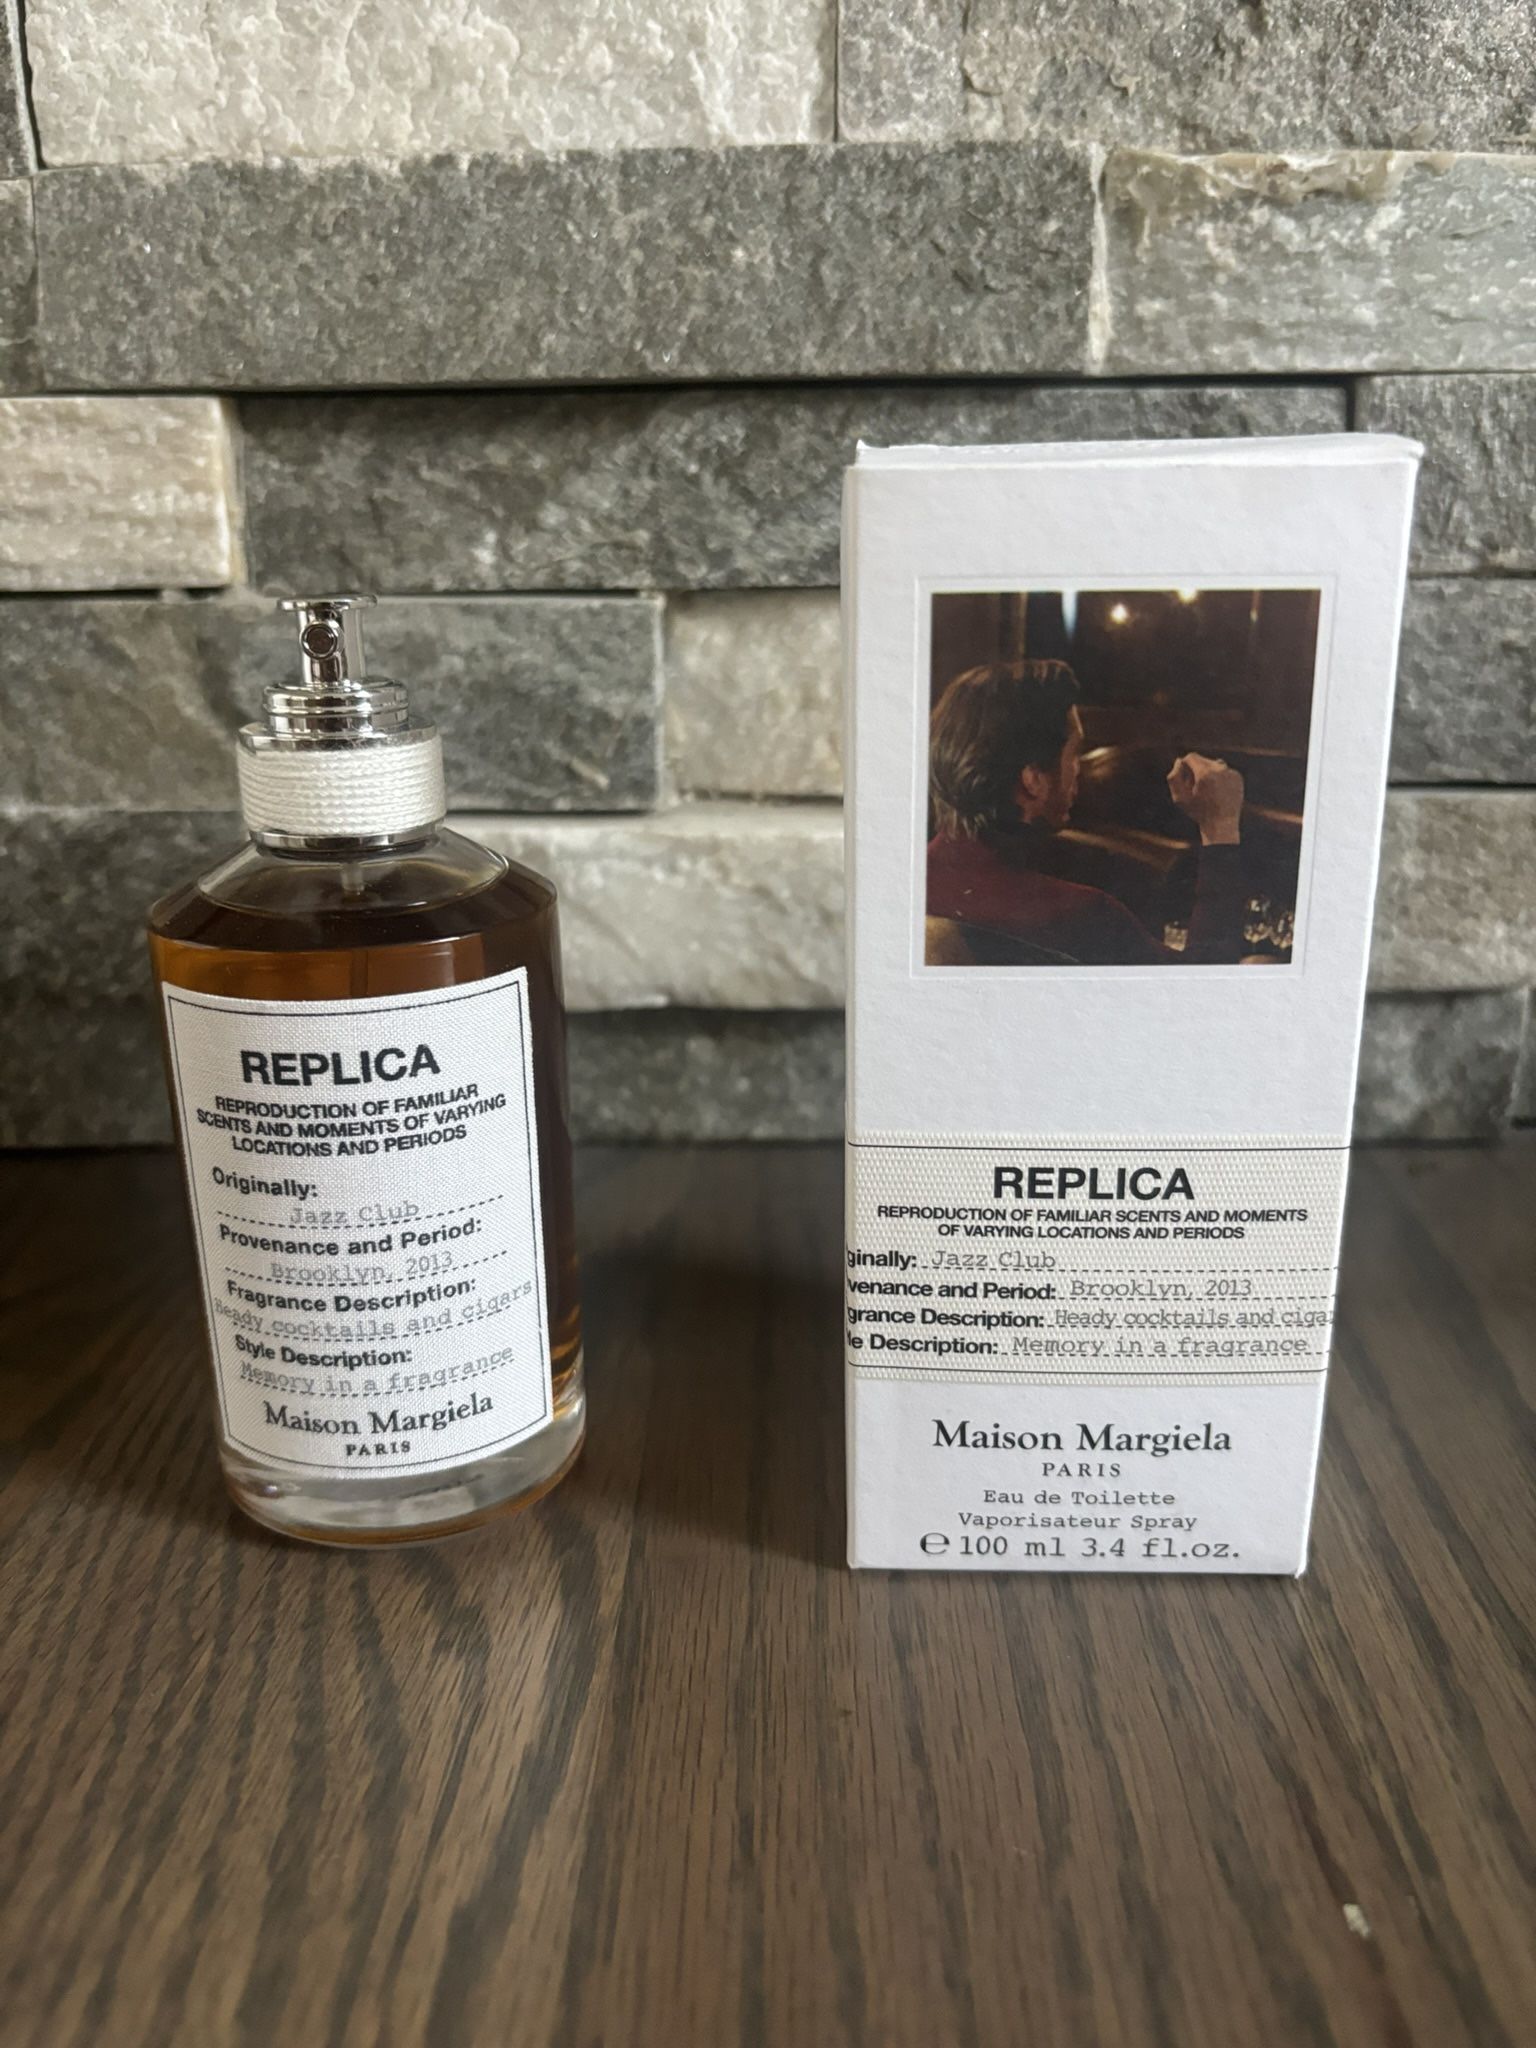 REPLICA
REPRODUCTION OF FAMILIAR
SCENTS AND MOMENTS OF VARYING
LOCATIONS AND PERIODS
Originally:
Jazz Club
Provenance and Period:
Brooklyn, 2013
Fragrance Description:
Heady cocktails and cigars
Style Description:
Memory in a fragrance
Maison Margiela
PARIS
REPLICA
REPRODUCTION OF FAMILIAR SCENTS AND MOMENTS
OF VARYING LOCATIONS AND PERIODS
ginally: Jazz Club
venance and Period: Brooklyn, 2013
grance Description: Heady cocktails and cigar
le Description: Memory in a fragrance
Maison Margiela
PARIS
Eau de Toilette
Vaporisateur Spray
℮ 100 ml 3.4 fl.oz.